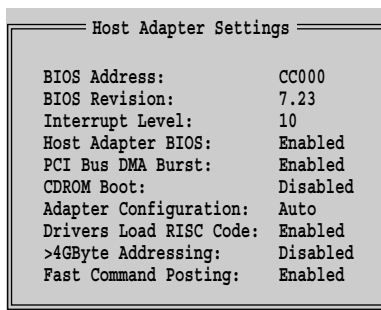 Host Adapter Settings
BIOS Address: CC000
BIOS Revision: 7.23
Interrupt Level: 10
Host Adapter BIOS: Enabled
PCI Bus DMA Burst: Enabled
CDROM Boot: Disabled
Adapter Configuration: Auto
Drivers Load RISC Code: Enabled
>4GByte Addressing: Disabled
Fast Command Posting: Enabled